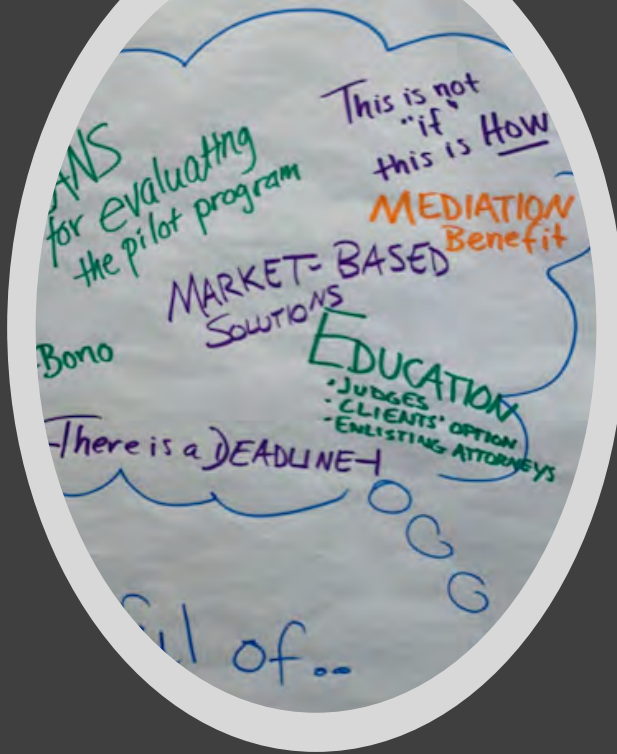 This is not
"if"
this is HOW
ANS
for evaluating
the pilot program
MEDIATION
Benefit
MARKET-BASED
SOLUTIONS
Bono
EDUCATION
• JUDGES
• CLIENTS' OPTION
• ENLISTING ATTORNEYS
There is a DEADLINE
of...